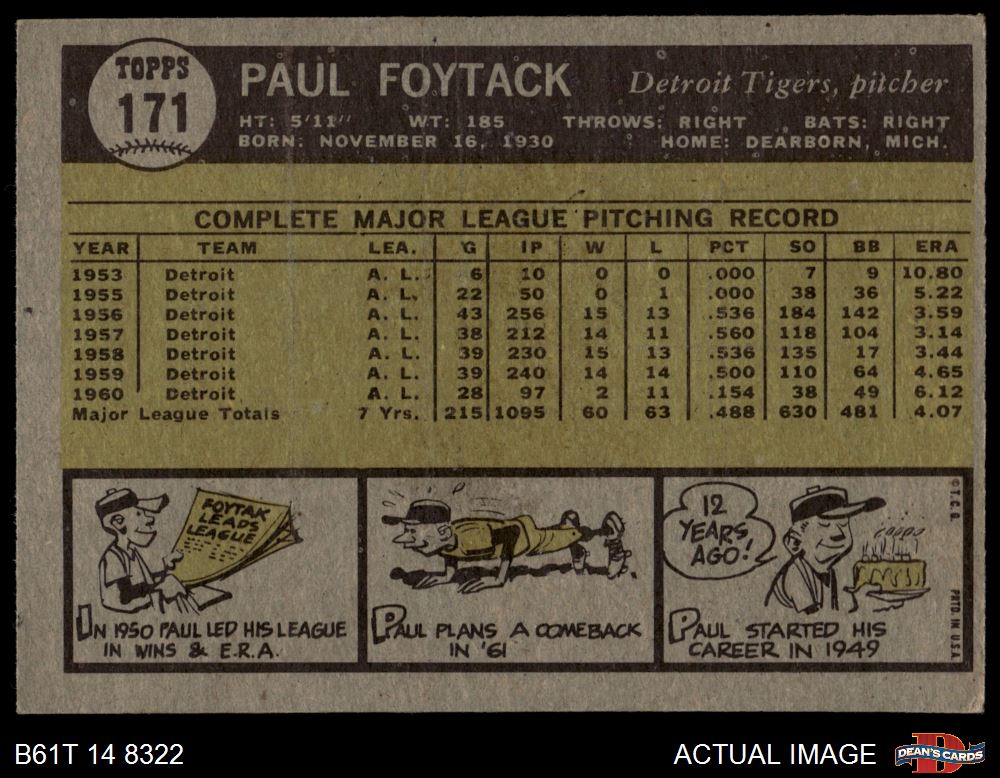 TOPPS
171
PAUL FOYTACK Detroit Tigers, pitcher
HT: 5'11" WT: 185 THROWS: RIGHT BATS: RIGHT
BORN: NOVEMBER 16, 1930 HOME: DEARBORN, MICH.
COMPLETE MAJOR LEAGUE PITCHING RECORD
YEAR TEAM LEA. G IP W L PCT SO BB ERA
1953 Detroit A. L. 6 10 0 0 .000 7 9 10.80
1955 Detroit A. L. 22 50 0 1 .000 38 36 5.22
1956 Detroit A. L. 43 256 15 13 .536 184 142 3.59
1957 Detroit A. L. 38 212 14 11 .560 118 104 3.14
1958 Detroit A. L. 39 230 15 13 .536 135 17 3.44
1959 Detroit A. L. 39 240 14 14 .500 110 64 4.65
1960 Detroit A. L. 28 97 2 11 .154 38 49 6.12
Major League Totals 7 Yrs. 215 1095 60 63 .488 630 481 4.07
FOYTAK
LEADS
LEAGUE
IN 1950 PAUL LED HIS LEAGUE
IN WINS & E.R.A.
PAUL PLANS A COMEBACK
IN '61
12
YEARS
AGO!
PAUL STARTED HIS
CAREER IN 1949
© T.C.G. PRTD. IN U.S.A.
B61T 14 8322
ACTUAL IMAGE
DEAN'S CARDS